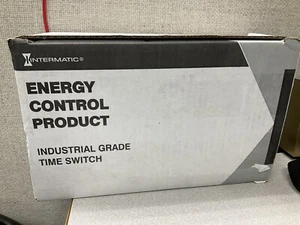 INTERMATIC®
ENERGY
CONTROL
PRODUCT
INDUSTRIAL GRADE
TIME SWITCH